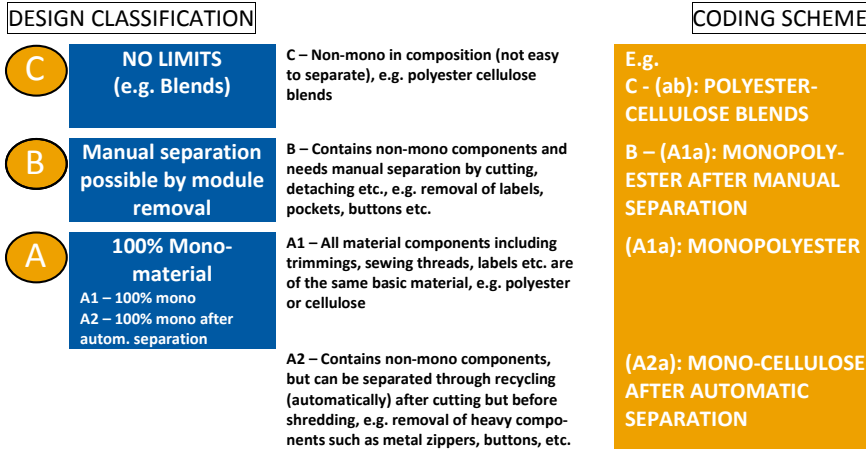 DESIGN CLASSIFICATION
CODING SCHEME
C
NO LIMITS
(e.g. Blends)
C – Non-mono in composition (not easy
to separate), e.g. polyester cellulose
blends
E.g.
C - (ab): POLYESTER-
CELLULOSE BLENDS
B
Manual separation
possible by module
removal
B – Contains non-mono components and
needs manual separation by cutting,
detaching etc., e.g. removal of labels,
pockets, buttons etc.
B – (A1a): MONOPOLY-
ESTER AFTER MANUAL
SEPARATION
A
100% Mono-
material
A1 – 100% mono
A2 – 100% mono after
autom. separation
A1 – All material components including
trimmings, sewing threads, labels etc. are
of the same basic material, e.g. polyester
or cellulose
(A1a): MONOPOLYESTER
A2 – Contains non-mono components,
but can be separated through recycling
(automatically) after cutting but before
shredding, e.g. removal of heavy compo-
nents such as metal zippers, buttons, etc.
(A2a): MONO-CELLULOSE
AFTER AUTOMATIC
SEPARATION